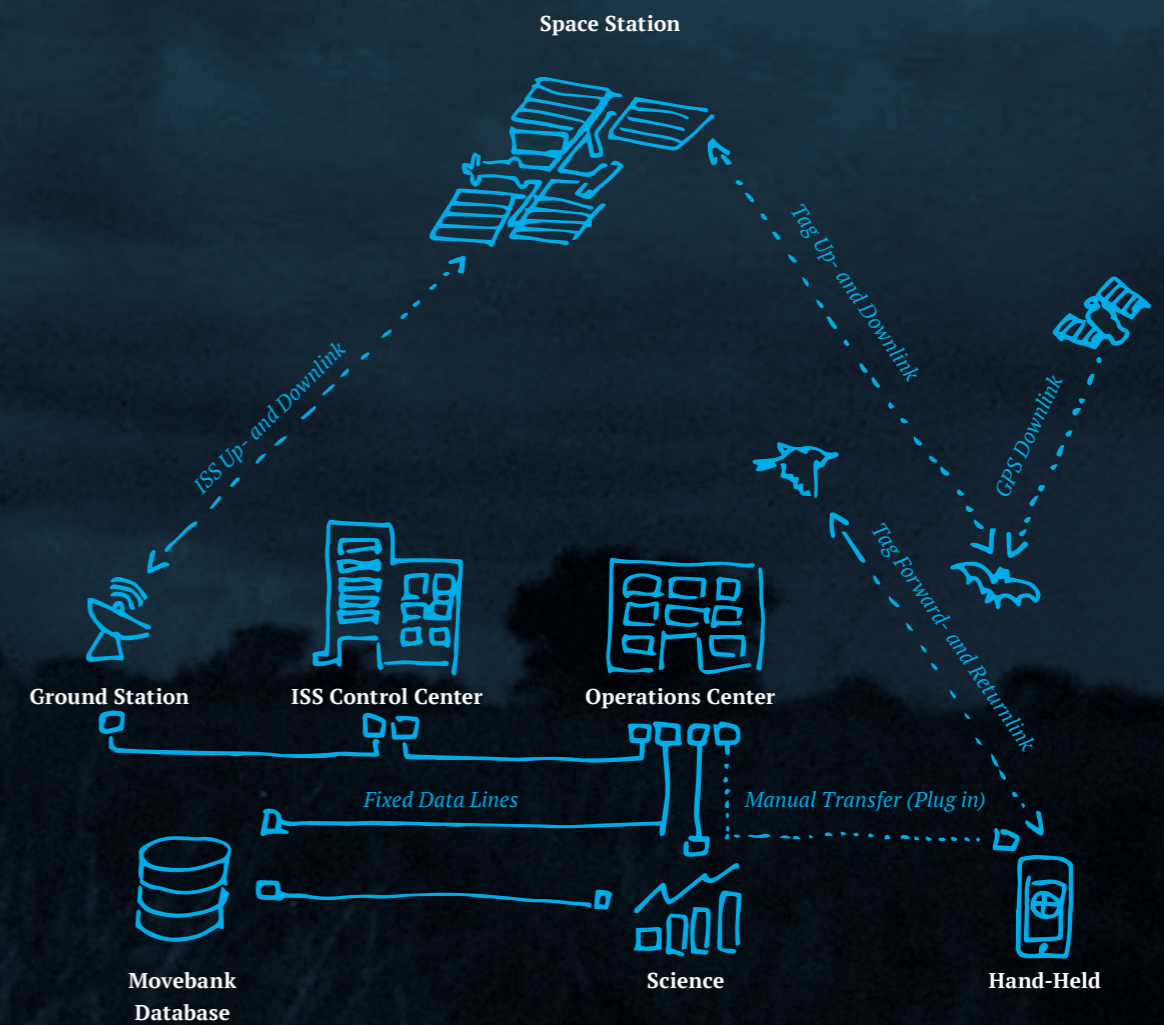 Space Station
Tag Up- and Downlink
ISS Up- and Downlink
GPS Downlink
Tag Forward- and Returnlink
Ground Station
ISS Control Center
Operations Center
Fixed Data Lines
Manual Transfer (Plug in)
Movebank
Database
Science
Hand-Held